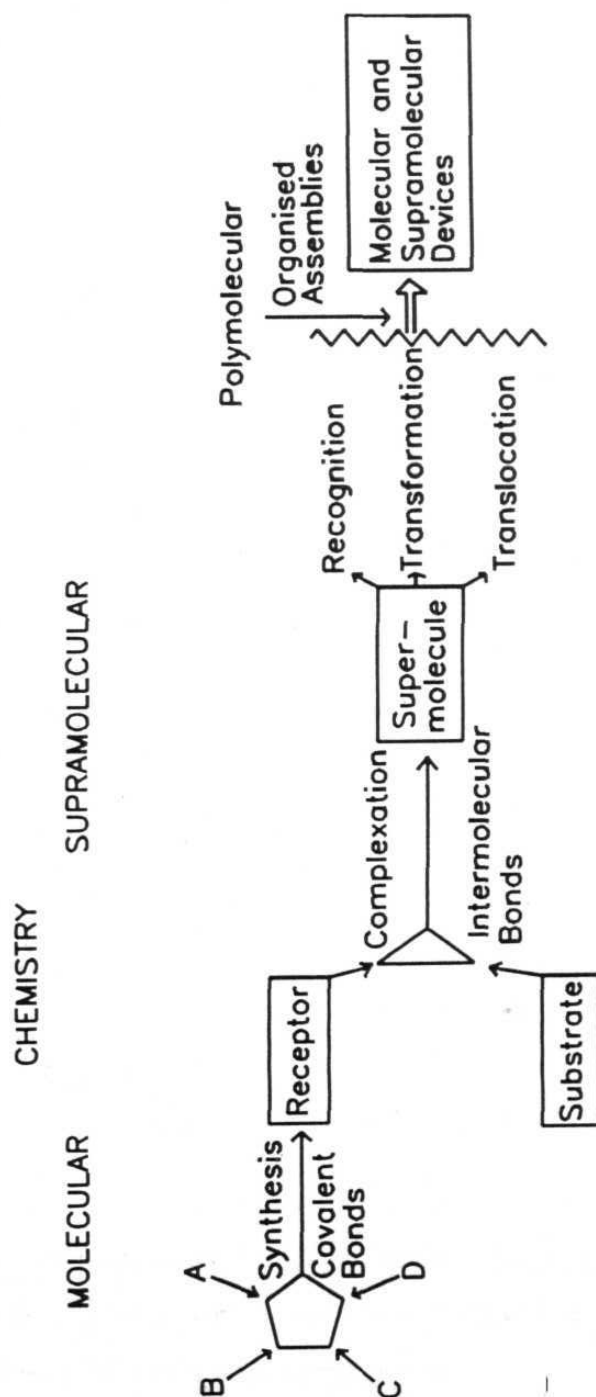 CHEMISTRY
MOLECULAR
SUPRAMOLECULAR
Polymolecular
A
B
C
D
Synthesis
Covalent
Bonds
Receptor
Substrate
Complexation
Intermolecular
Bonds
Super-
molecule
Recognition
Transformation
Translocation
Organised
Assemblies
Molecular and
Supramolecular
Devices